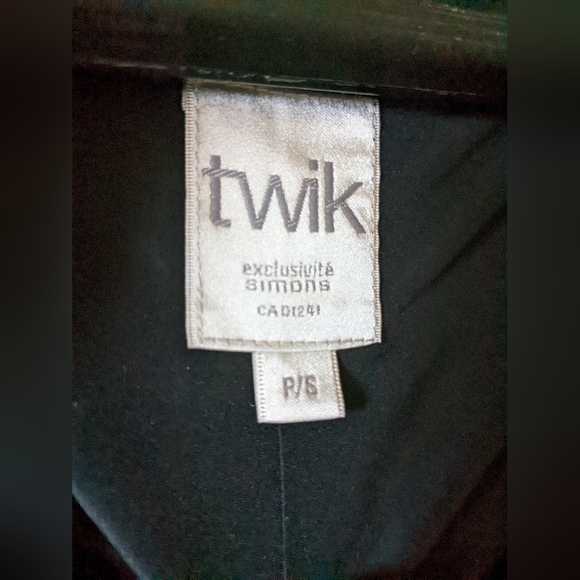 twik
exclusivité
simons
CA01241
P/S